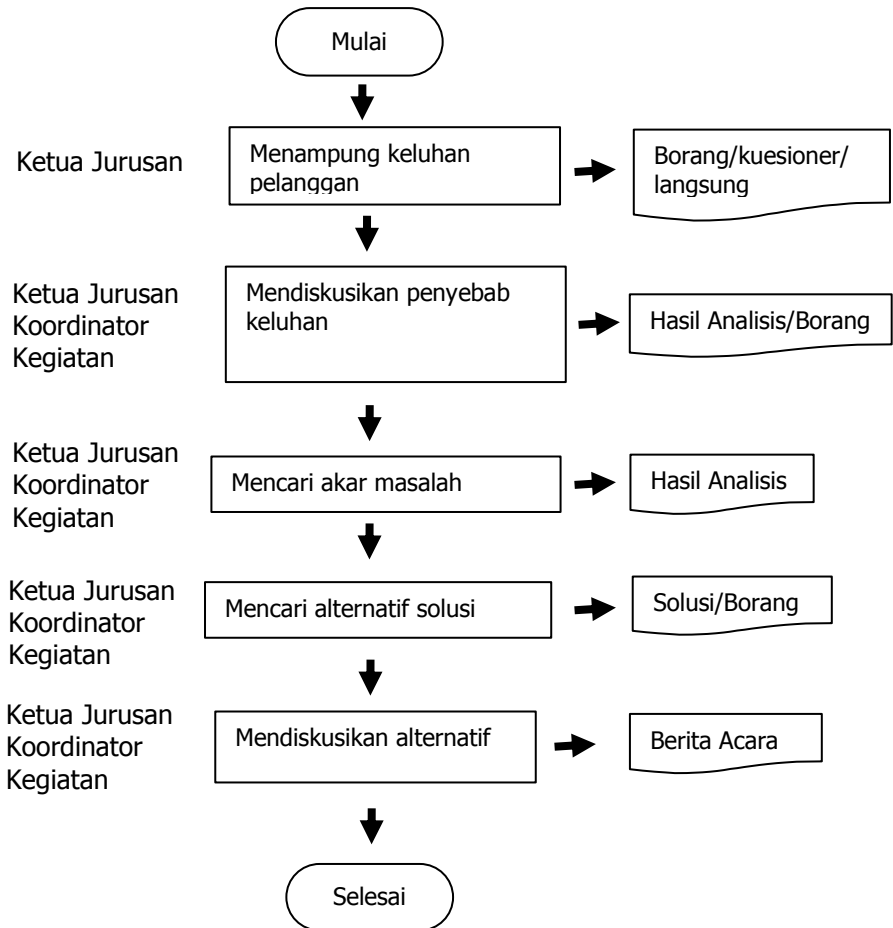 Mulai
Ketua Jurusan
Menampung keluhan
pelanggan
Borang/kuesioner/
langsung
Ketua Jurusan
Koordinator
Kegiatan
Mendiskusikan penyebab
keluhan
Hasil Analisis/Borang
Ketua Jurusan
Koordinator
Kegiatan
Mencari akar masalah
Hasil Analisis
Ketua Jurusan
Koordinator
Kegiatan
Mencari alternatif solusi
Solusi/Borang
Ketua Jurusan
Koordinator
Kegiatan
Mendiskusikan alternatif
Berita Acara
Selesai